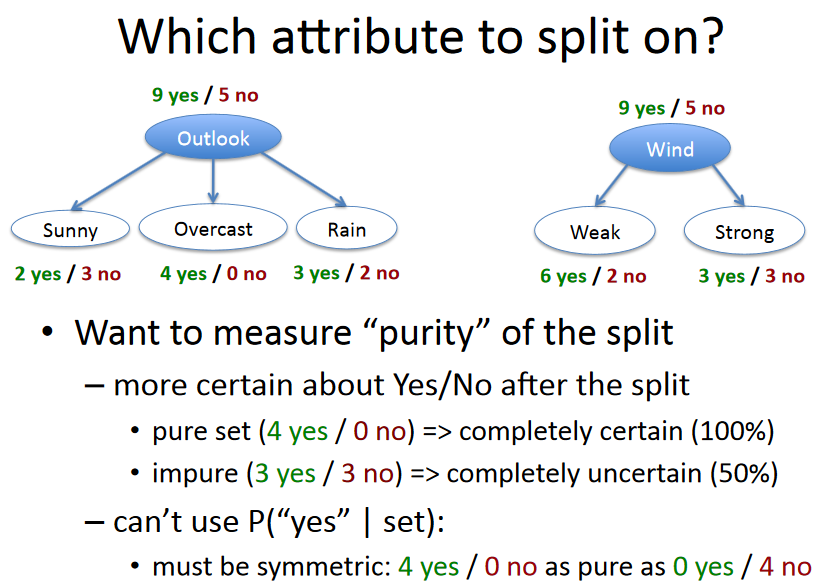 Which attribute to split on?
9 yes / 5 no
Outlook
Sunny
Overcast
Rain
2 yes / 3 no
4 yes / 0 no
3 yes / 2 no
9 yes / 5 no
Wind
Weak
Strong
6 yes / 2 no
3 yes / 3 no
• Want to measure “purity” of the split
– more certain about Yes/No after the split
• pure set (4 yes / 0 no) => completely certain (100%)
• impure (3 yes / 3 no) => completely uncertain (50%)
– can’t use P(“yes” | set):
• must be symmetric: 4 yes / 0 no as pure as 0 yes / 4 no